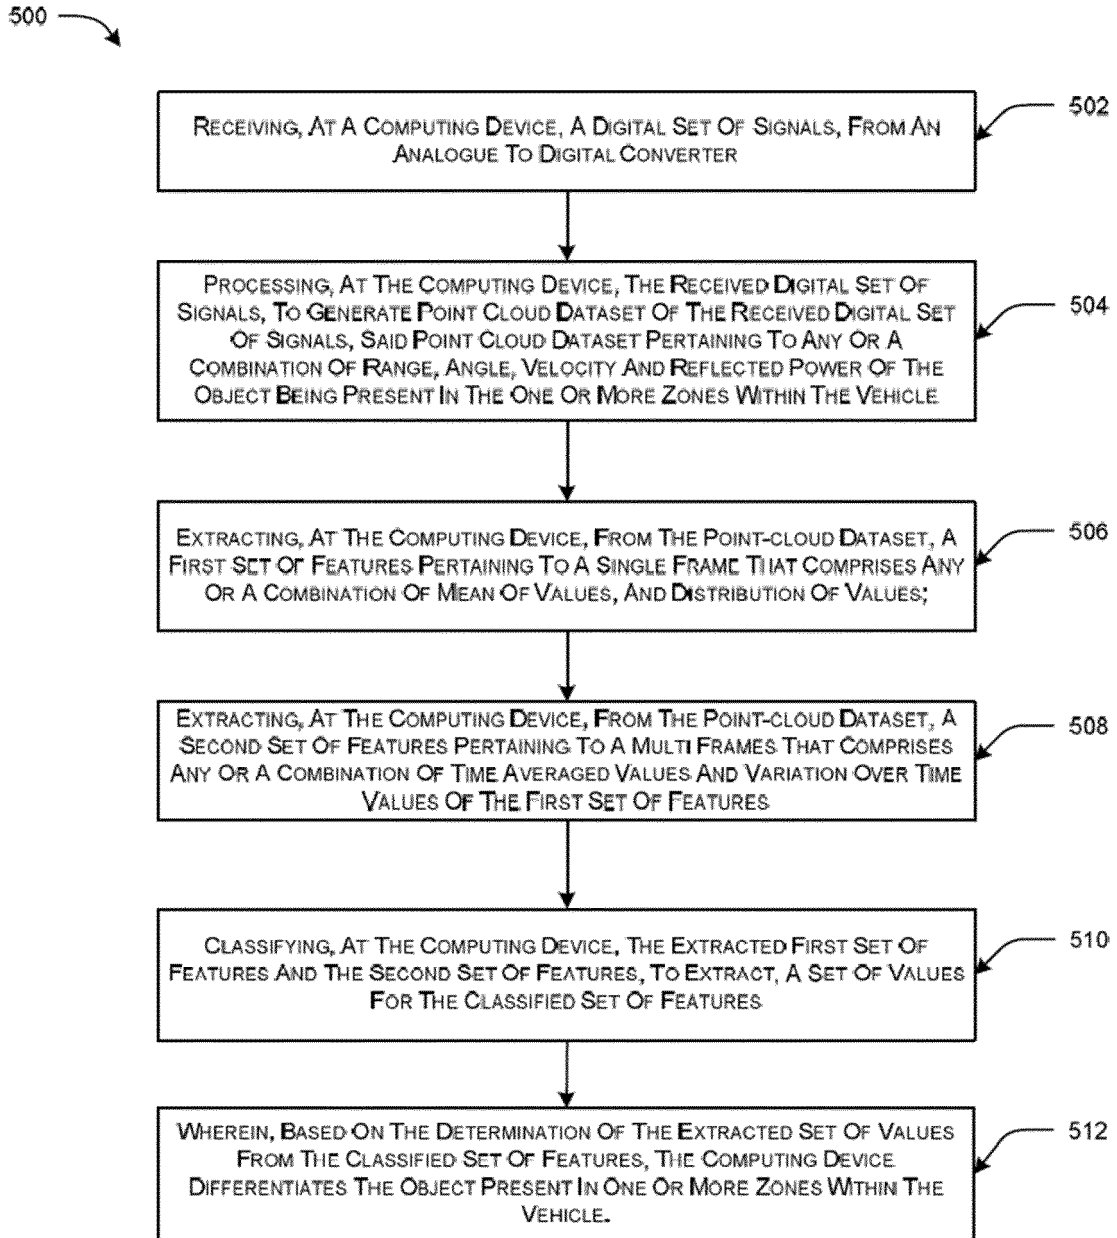 500
RECEIVING, AT A COMPUTING DEVICE, A DIGITAL SET OF SIGNALS, FROM AN
ANALOGUE TO DIGITAL CONVERTER
502
PROCESSING, AT THE COMPUTING DEVICE, THE RECEIVED DIGITAL SET OF
SIGNALS, TO GENERATE POINT CLOUD DATASET OF THE RECEIVED DIGITAL SET
OF SIGNALS, SAID POINT CLOUD DATASET PERTAINING TO ANY OR A
COMBINATION OF RANGE, ANGLE, VELOCITY AND REFLECTED POWER OF THE
OBJECT BEING PRESENT IN THE ONE OR MORE ZONES WITHIN THE VEHICLE
504
EXTRACTING, AT THE COMPUTING DEVICE, FROM THE POINT-CLOUD DATASET, A
FIRST SET OF FEATURES PERTAINING TO A SINGLE FRAME THAT COMPRISES ANY
OR A COMBINATION OF MEAN OF VALUES, AND DISTRIBUTION OF VALUES;
506
EXTRACTING, AT THE COMPUTING DEVICE, FROM THE POINT-CLOUD DATASET, A
SECOND SET OF FEATURES PERTAINING TO A MULTI FRAMES THAT COMPRISES
ANY OR A COMBINATION OF TIME AVERAGED VALUES AND VARIATION OVER TIME
VALUES OF THE FIRST SET OF FEATURES
508
CLASSIFYING, AT THE COMPUTING DEVICE, THE EXTRACTED FIRST SET OF
FEATURES AND THE SECOND SET OF FEATURES, TO EXTRACT, A SET OF VALUES
FOR THE CLASSIFIED SET OF FEATURES
510
WHEREIN, BASED ON THE DETERMINATION OF THE EXTRACTED SET OF VALUES
FROM THE CLASSIFIED SET OF FEATURES, THE COMPUTING DEVICE
DIFFERENTIATES THE OBJECT PRESENT IN ONE OR MORE ZONES WITHIN THE
VEHICLE.
512